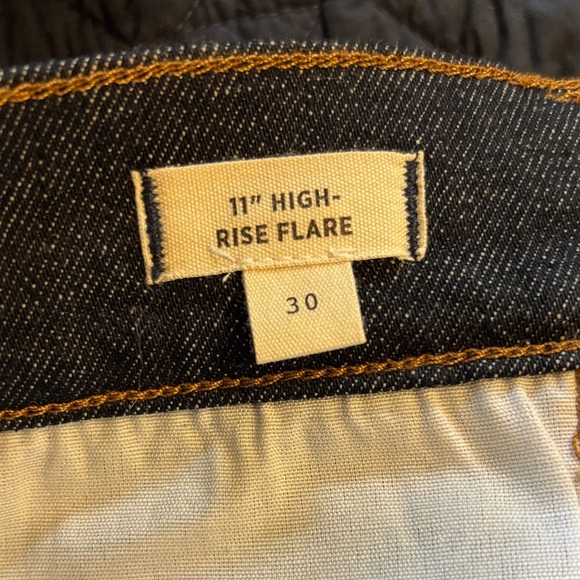 11" HIGH-
RISE FLARE
30